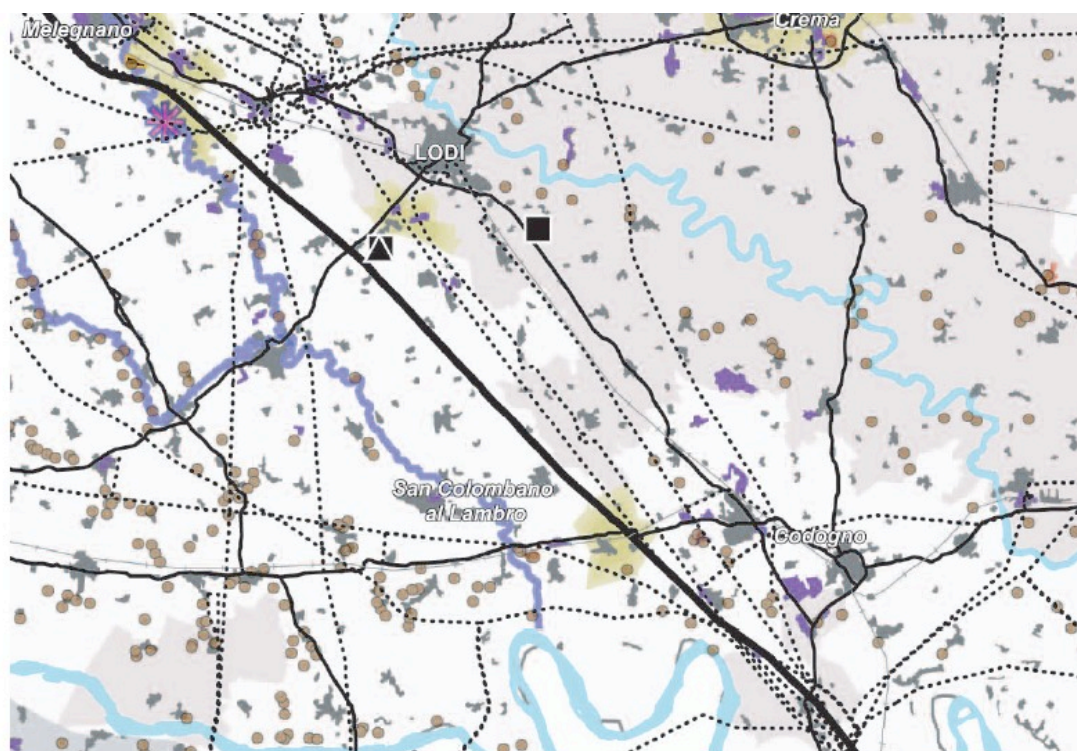 Melegnano
Crema
LODI
San Colombano
al Lambro
Codogno